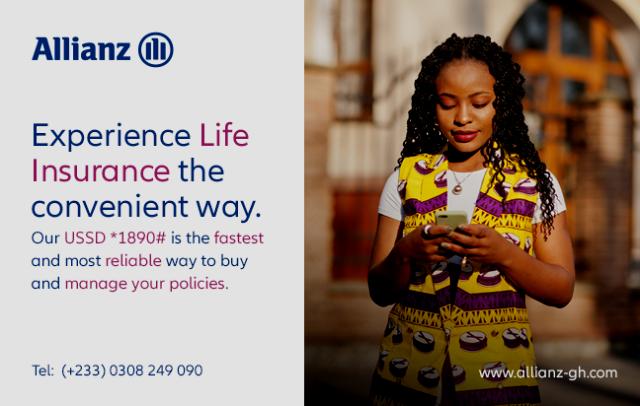 Allianz
Experience Life
Insurance the
convenient way.
Our USSD *1890# is the fastest
and most reliable way to buy
and manage your policies.
Tel: (+233) 0308 249 090
www.allianz-gh.com